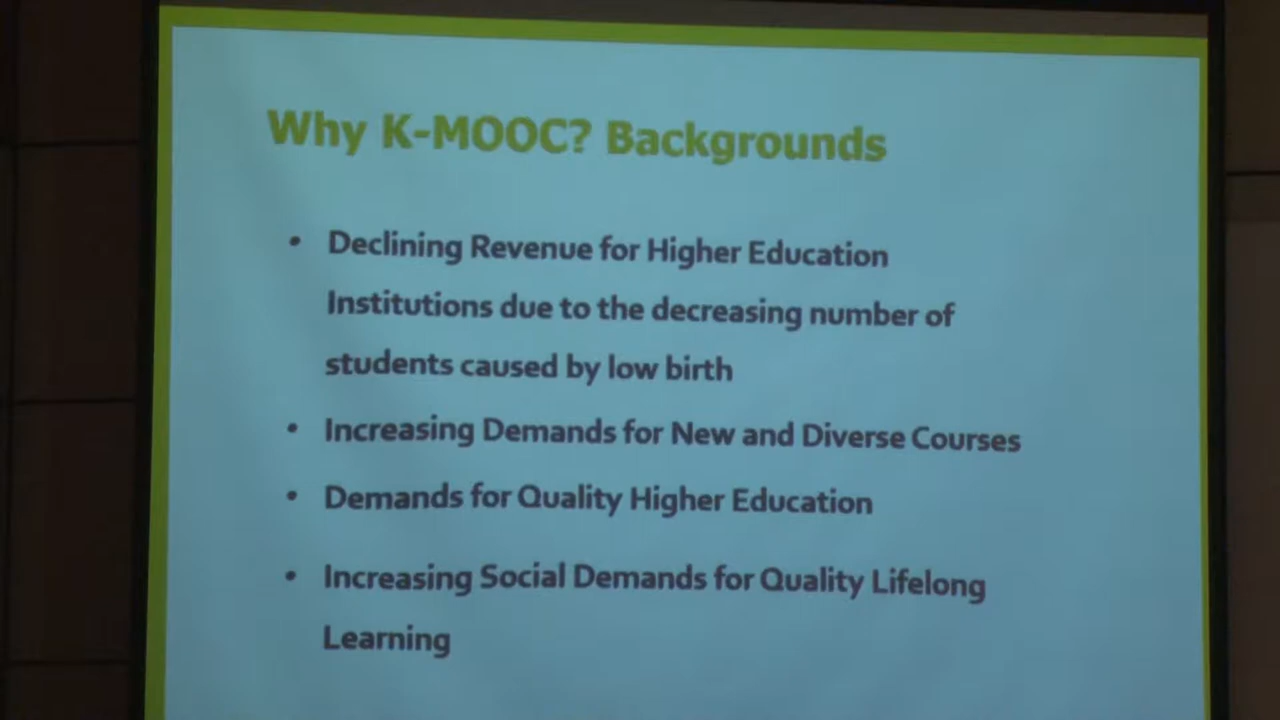 Why K-MOOC? Backgrounds
• Declining Revenue for Higher Education
Institutions due to the decreasing number of
students caused by low birth
• Increasing Demands for New and Diverse Courses
• Demands for Quality Higher Education
• Increasing Social Demands for Quality Lifelong
Learning